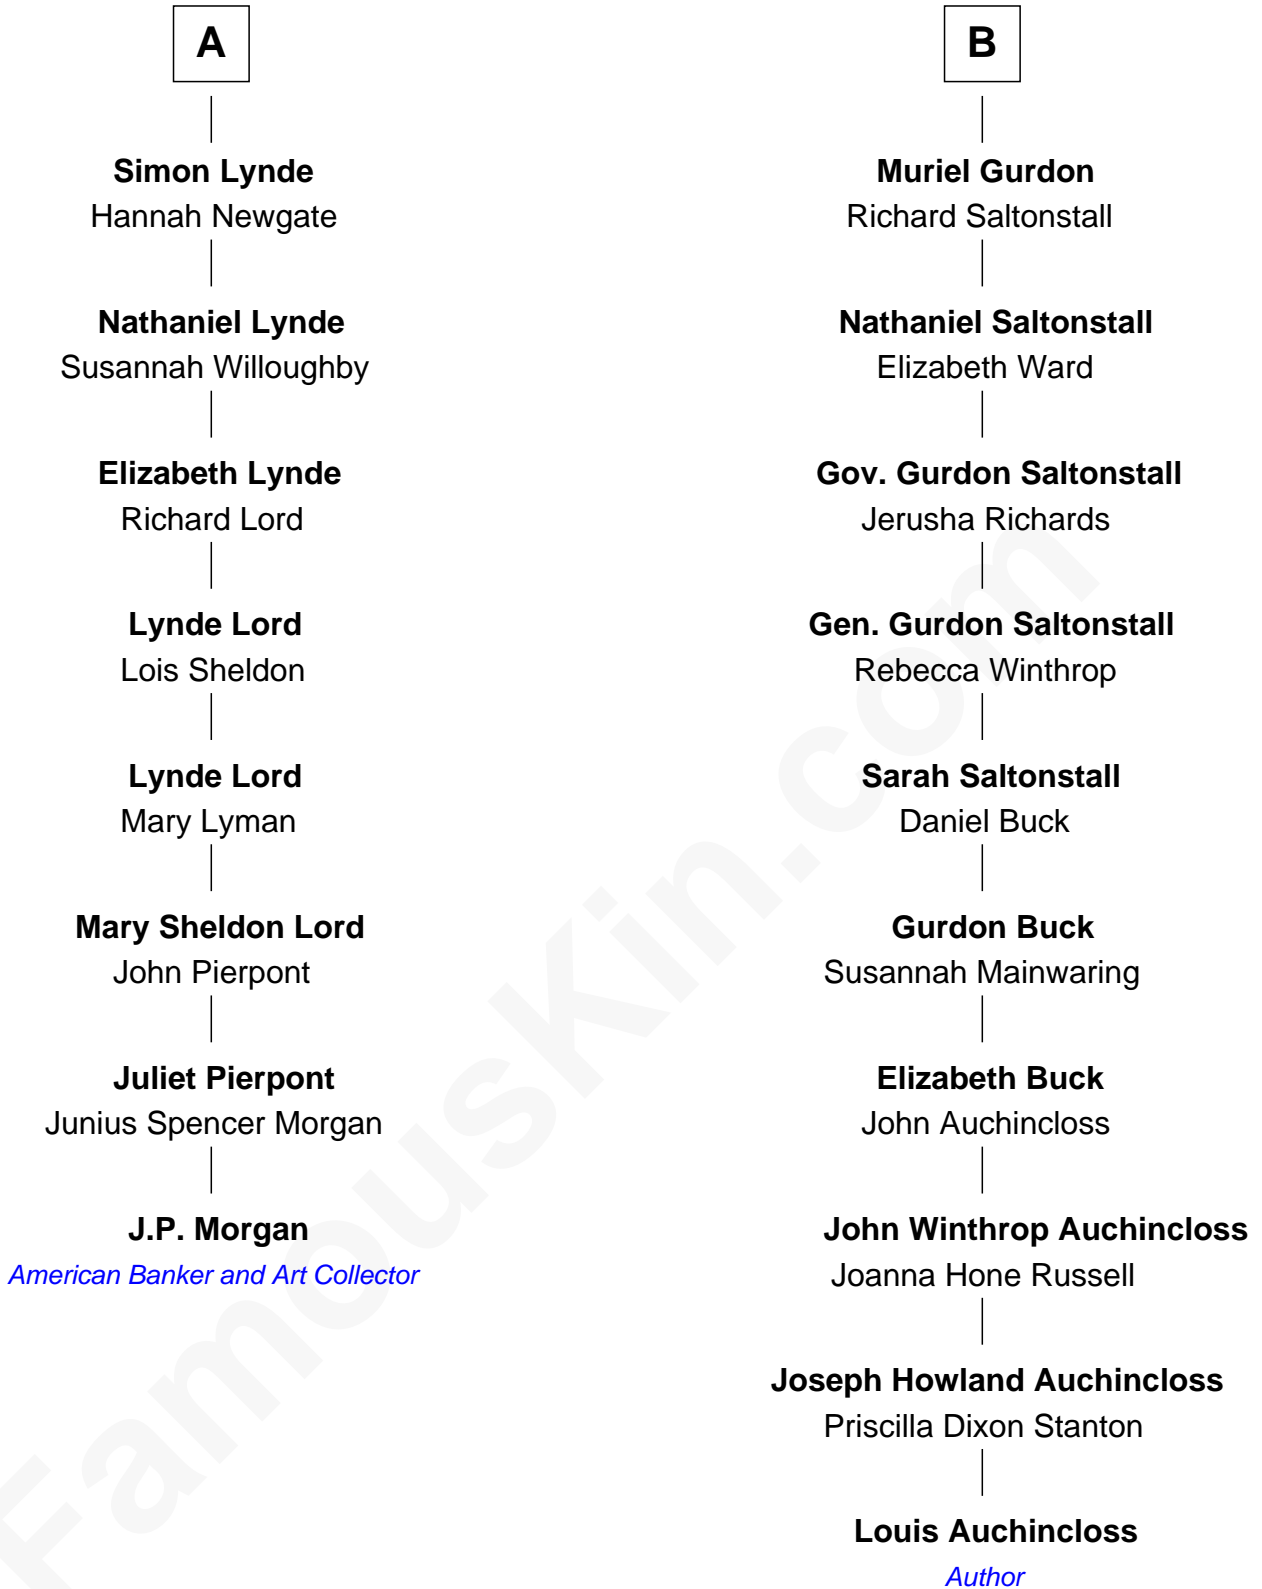 A
Simon Lynde
Hannah Newgate
Nathaniel Lynde
Susannah Willoughby
Elizabeth Lynde
Richard Lord
Lynde Lord
Lois Sheldon
Lynde Lord
Mary Lyman
Mary Sheldon Lord
John Pierpont
Juliet Pierpont
Junius Spencer Morgan
J.P. Morgan
American Banker and Art Collector
B
Muriel Gurdon
Richard Saltonstall
Nathaniel Saltonstall
Elizabeth Ward
Gov. Gurdon Saltonstall
Jerusha Richards
Gen. Gurdon Saltonstall
Rebecca Winthrop
Sarah Saltonstall
Daniel Buck
Gurdon Buck
Susannah Mainwaring
Elizabeth Buck
John Auchincloss
John Winthrop Auchincloss
Joanna Hone Russell
Joseph Howland Auchincloss
Priscilla Dixon Stanton
Louis Auchincloss
Author
FamousKin.com